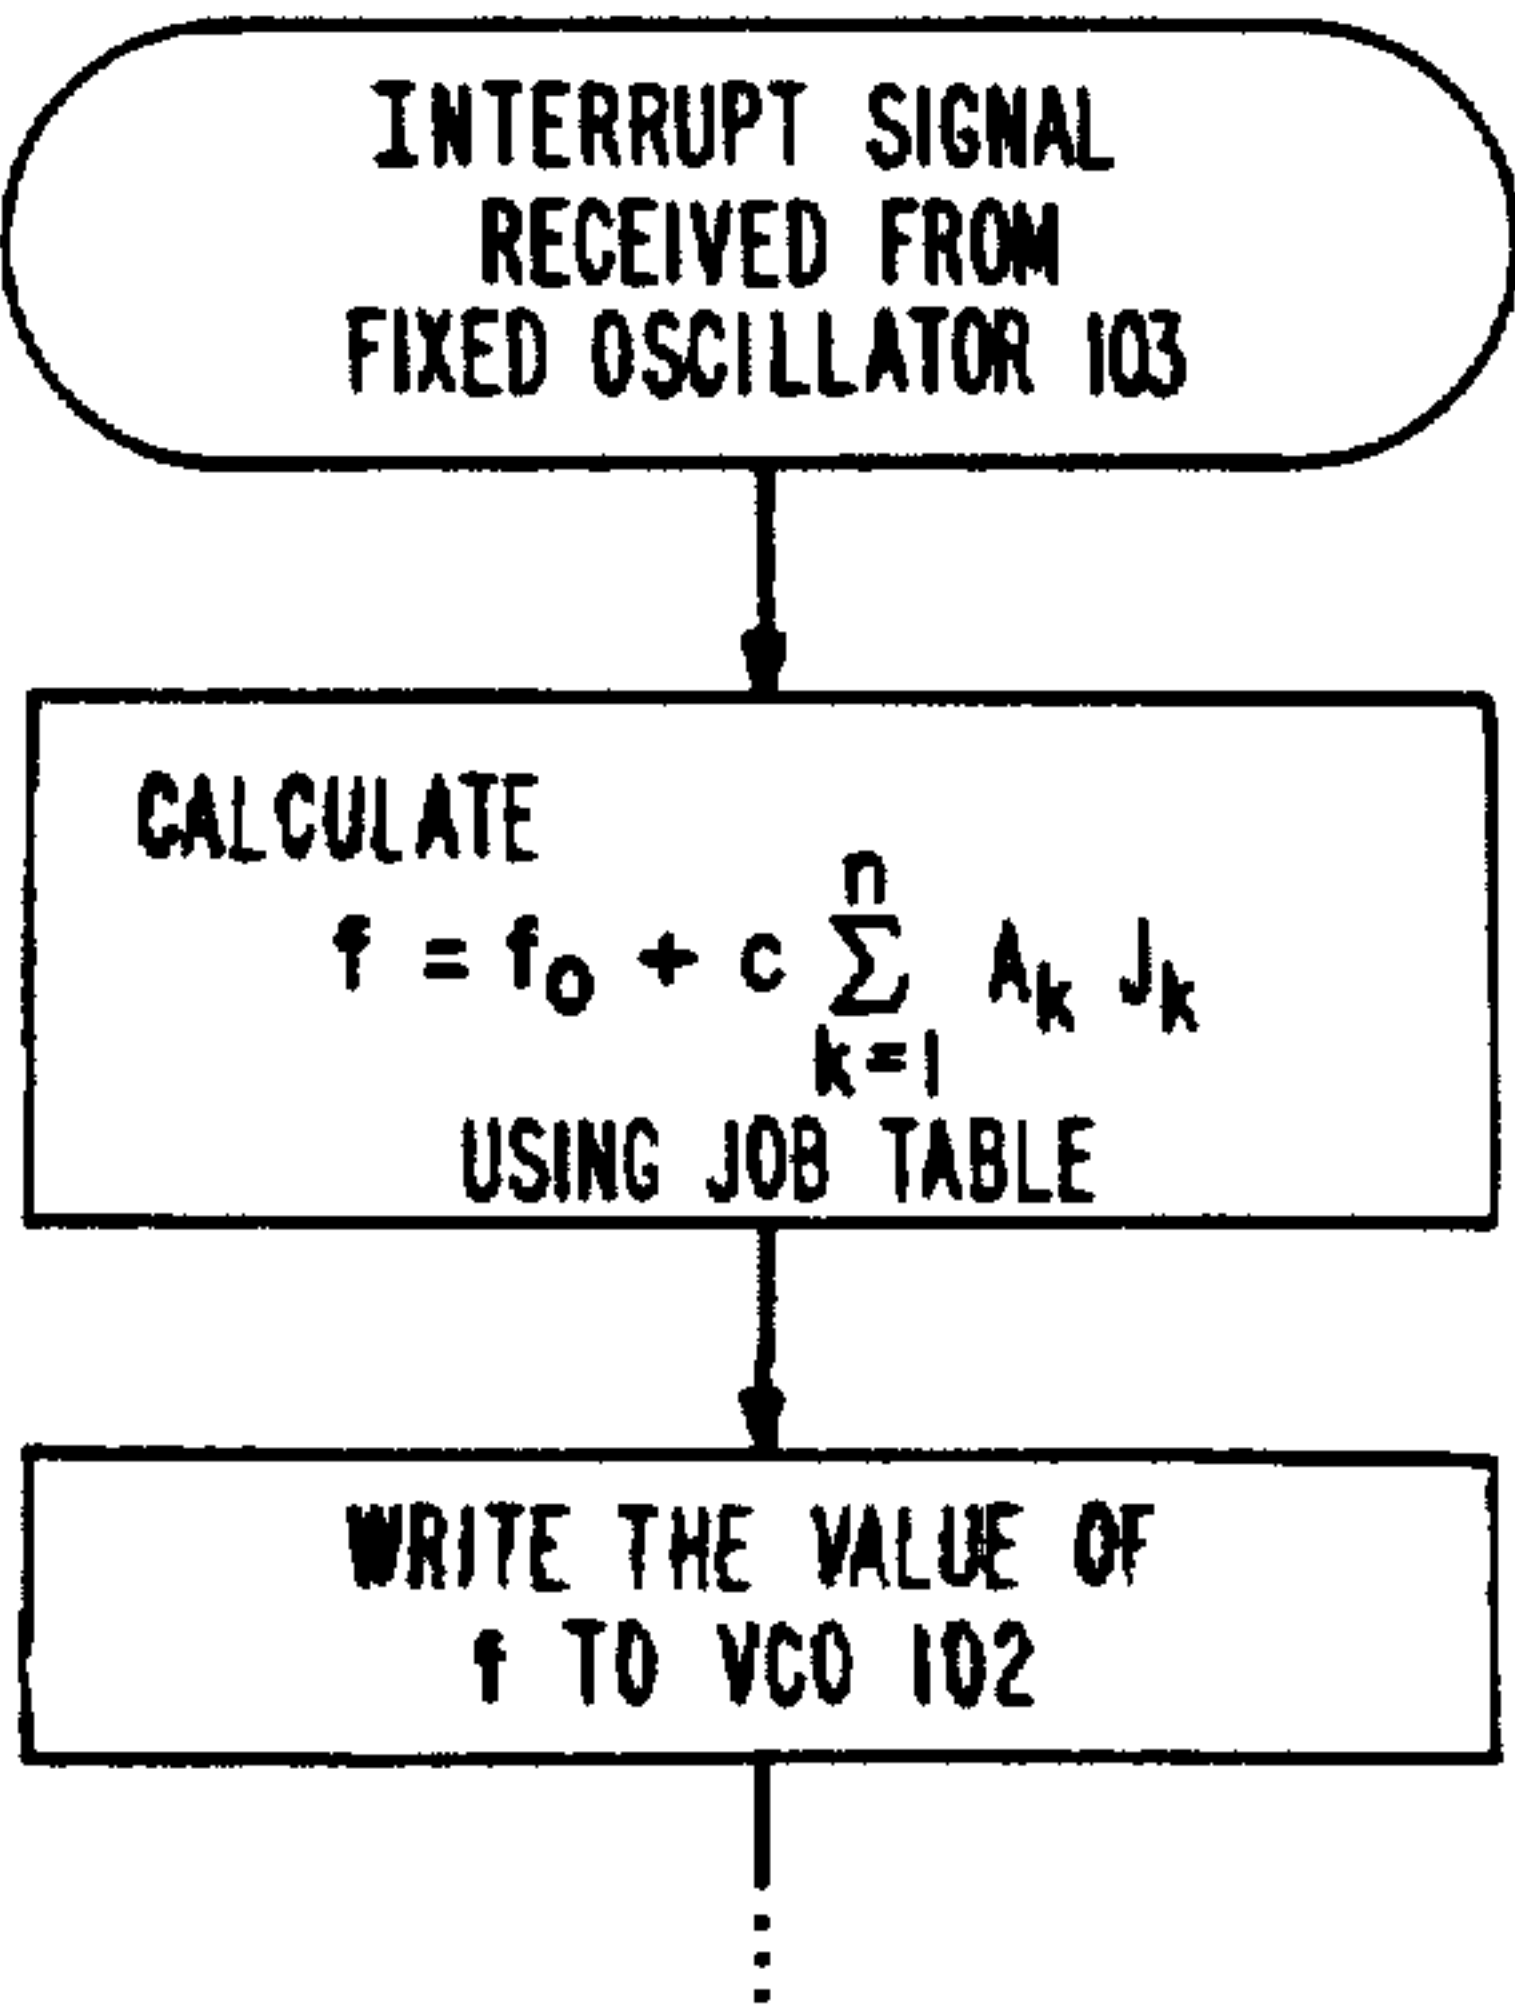 INTERRUPT SIGNAL
RECEIVED FROM
FIXED OSCILLATOR 103
CALCULATE
n
f = f₀ + c ∑ Aₖ Jₖ
k=1
USING JOB TABLE
WRITE THE VALUE OF
f TO VCO 102